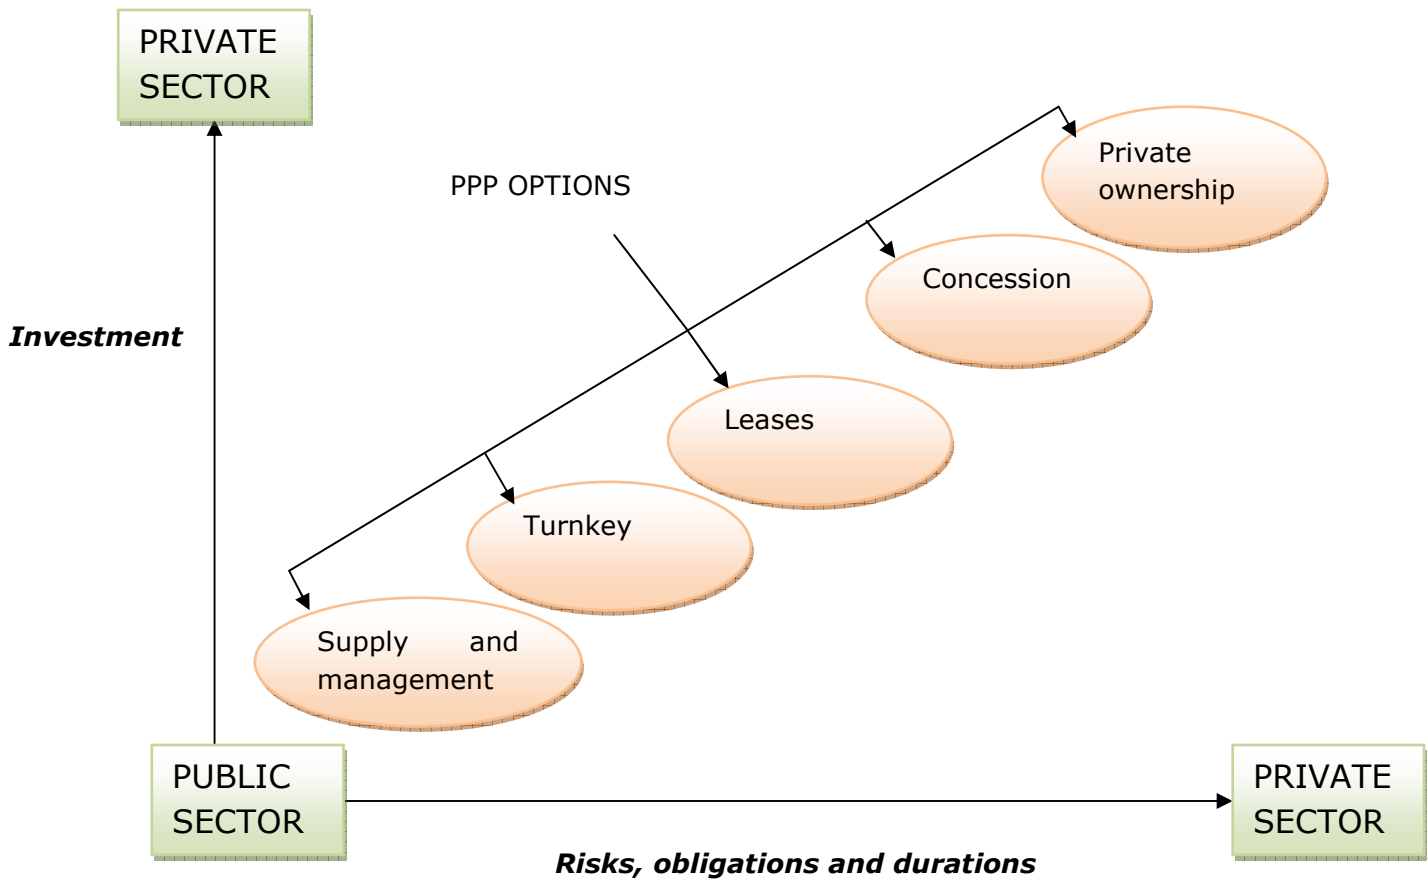 PRIVATE
SECTOR
PPP OPTIONS
Private
ownership
Concession
Investment
Leases
Turnkey
Supply and
management
PUBLIC
SECTOR
PRIVATE
SECTOR
Risks, obligations and durations